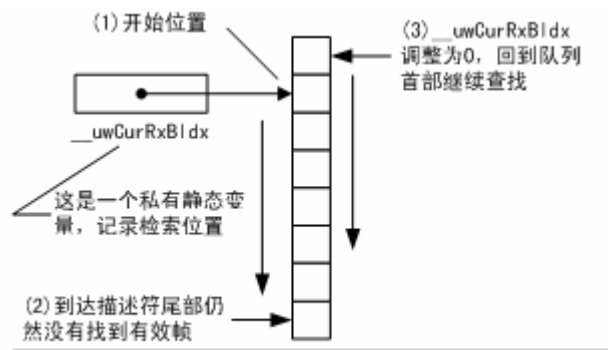 (1)开始位置
(3)__uwCurRxBIdx
调整为0，回到队列
首部继续查找
__uwCurRxBIdx
这是一个私有静态变
量，记录检索位置
(2)到达描述符尾部仍
然没有找到有效帧